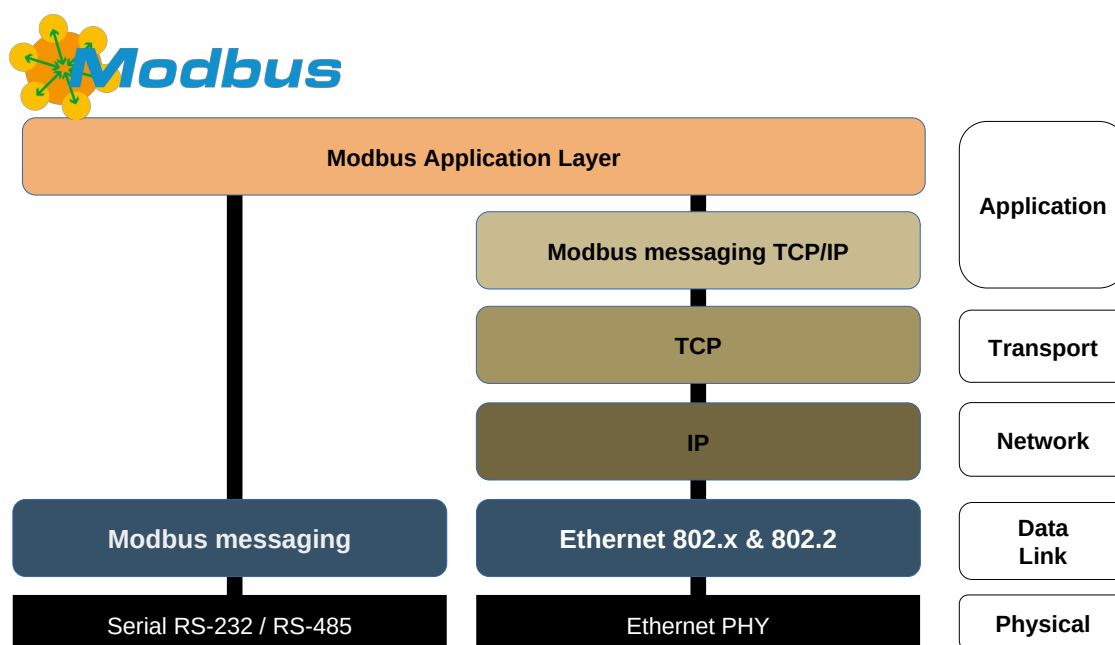 Modbus
Modbus Application Layer
Application
Modbus messaging TCP/IP
TCP
Transport
IP
Network
Modbus messaging
Ethernet 802.x & 802.2
Data
Link
Serial RS-232 / RS-485
Ethernet PHY
Physical